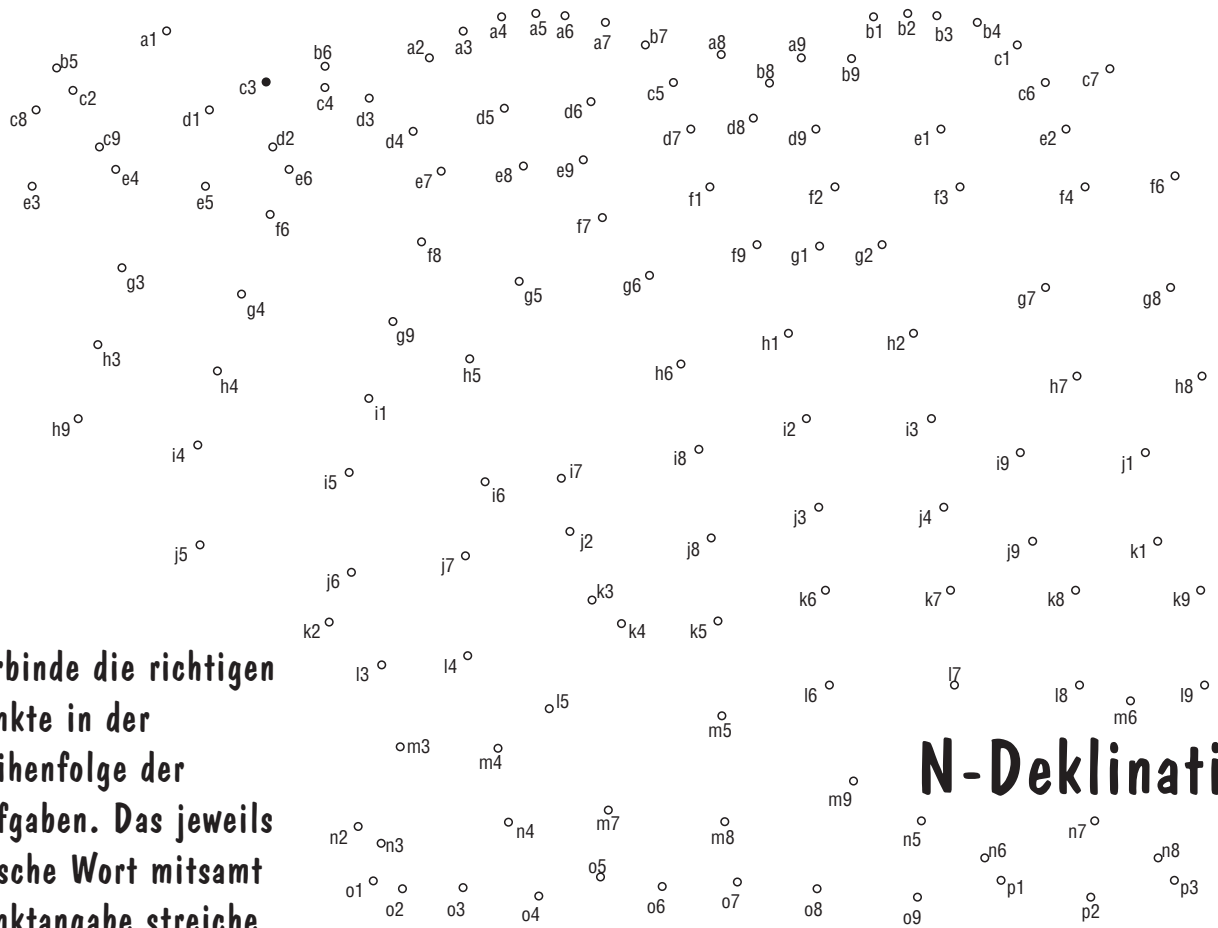 a1 a2 a3 a4 a5 a6 a7 b7 a8 a9 b1 b2 b3 b4
b5 b6 b8 b9 c1
c8 c2 c3 c4 c5 c6 c7
d1 d3 d4 d5 d6 d7 d8 d9 e1 e2
c9 d2
e3 e4 e5 e6 e7 e8 e9 f1 f2 f3 f4 f6
f6 f7 f8 f9 g1 g2
g3 g4 g5 g6 g7 g8
g9 h1 h2
h3 h4 h5 h6 h7 h8
h9 i1 i2 i3
i4 i5 i6 i7 i8 i9 j1
j2 j3 j4
j5 j6 j7 j8 j9 k1
k2 k3 k4 k5 k6 k7 k8 k9
rbinde die richtigen
l3 l4 l5 l6 l7 l8 l9
nkte in der
m3 m4 m5 m6
ihenfolge der
N-Deklinati
m9
fgaben. Das jeweils
n2 n3 n4 m7 m8 n5 n6 n7 n8
sche Wort mitsamt
o1 o2 o3 o4 o5 o6 o7 o8 o9 p1 p2 p3
nktangabe streiche